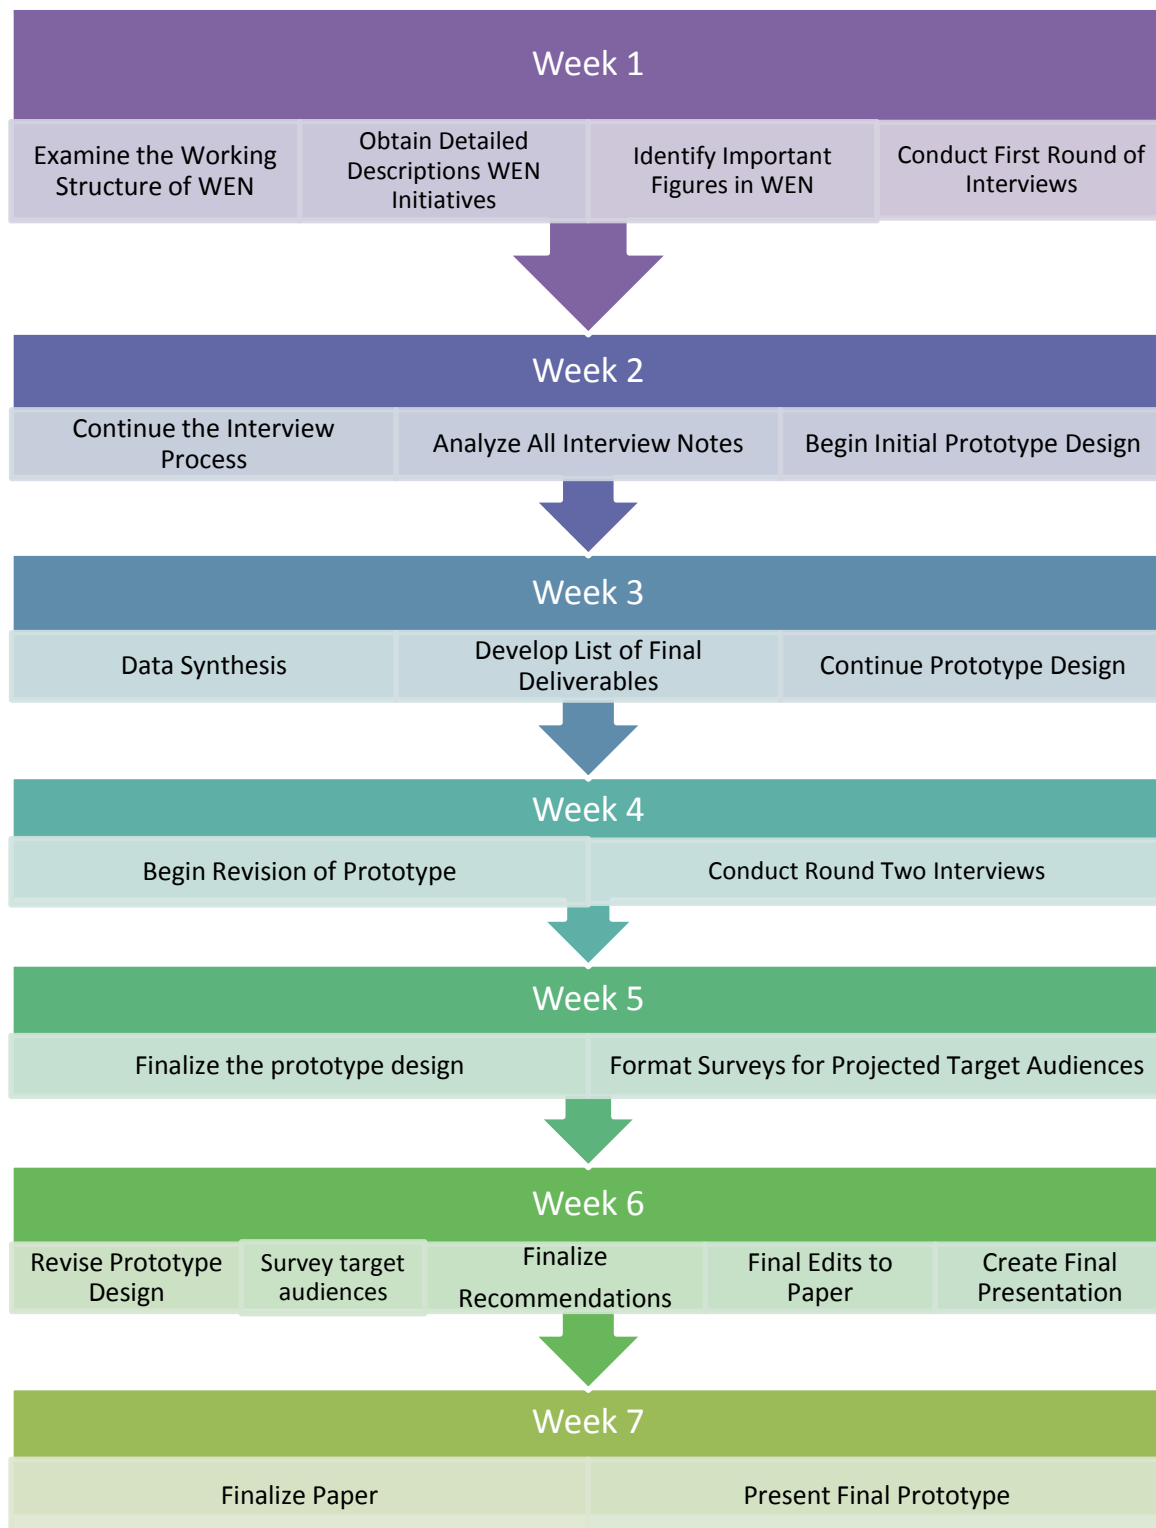 Week 1
Examine the Working
Structure of WEN
Obtain Detailed
Descriptions WEN
Initiatives
Identify Important
Figures in WEN
Conduct First Round of
Interviews
Week 2
Continue the Interview
Process
Analyze All Interview Notes
Begin Initial Prototype Design
Week 3
Data Synthesis
Develop List of Final
Deliverables
Continue Prototype Design
Week 4
Begin Revision of Prototype
Conduct Round Two Interviews
Week 5
Finalize the prototype design
Format Surveys for Projected Target Audiences
Week 6
Revise Prototype
Design
Survey target
audiences
Finalize
Recommendations
Final Edits to
Paper
Create Final
Presentation
Week 7
Finalize Paper
Present Final Prototype